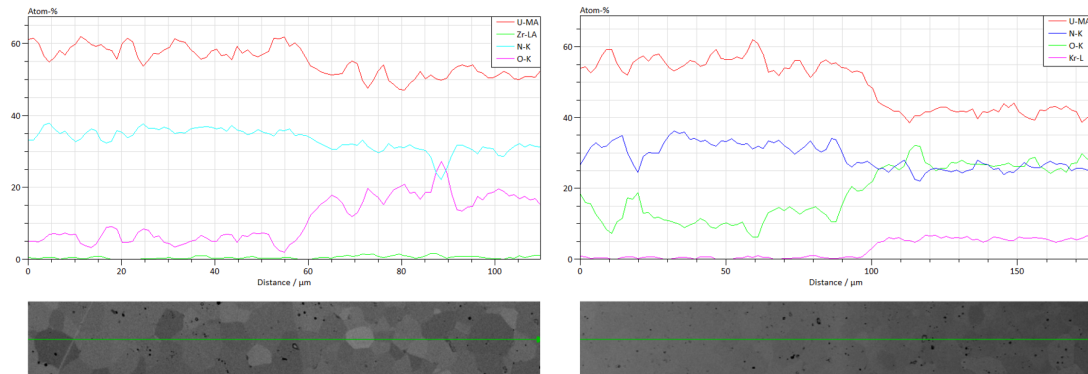 Atom-%
U-MA
Zr-LA
N-K
O-K
60
40
20
0
0 20 40 60 80 100
Distance / µm
Atom-%
U-MA
N-K
O-K
Kr-L
60
40
20
0
0 50 100 150
Distance / µm